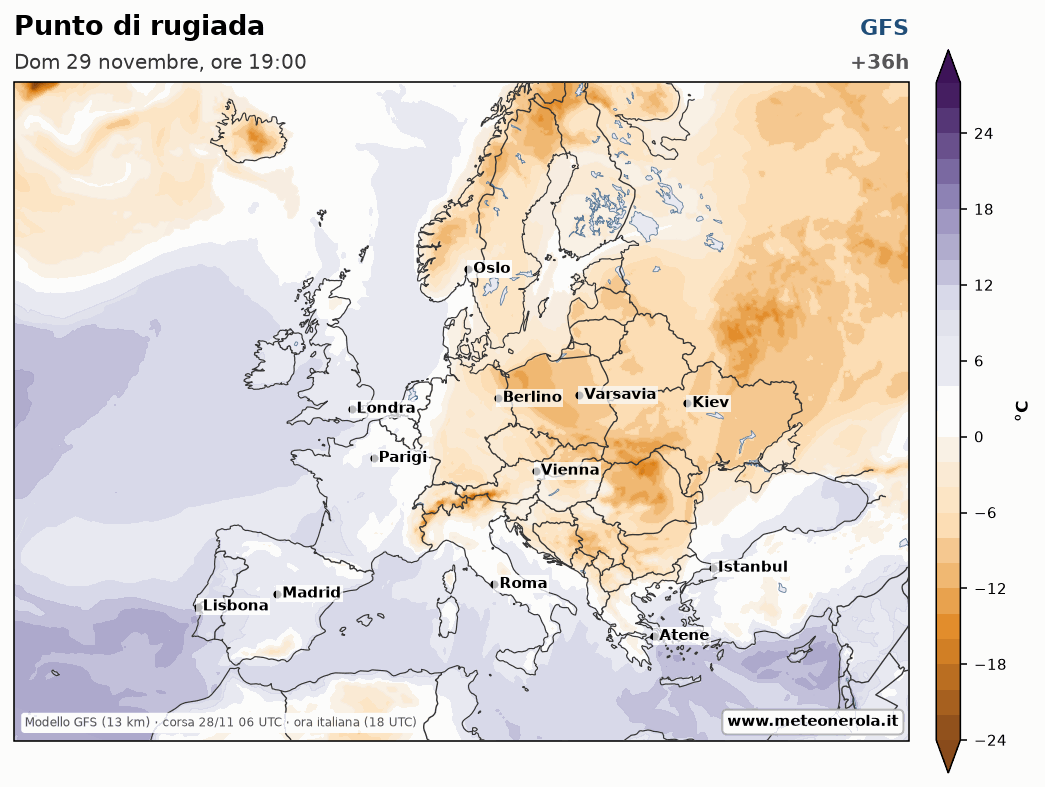 Punto di rugiada
GFS
Dom 29 novembre, ore 19:00
+36h
24
18
12
6
0
−6
−12
−18
−24
°C
Oslo
Londra
Berlino
Varsavia
Kiev
Parigi
Vienna
Istanbul
Roma
Madrid
Lisbona
Atene
Modello GFS (13 km) · corsa 28/11 06 UTC · ora italiana (18 UTC)
www.meteonerola.it